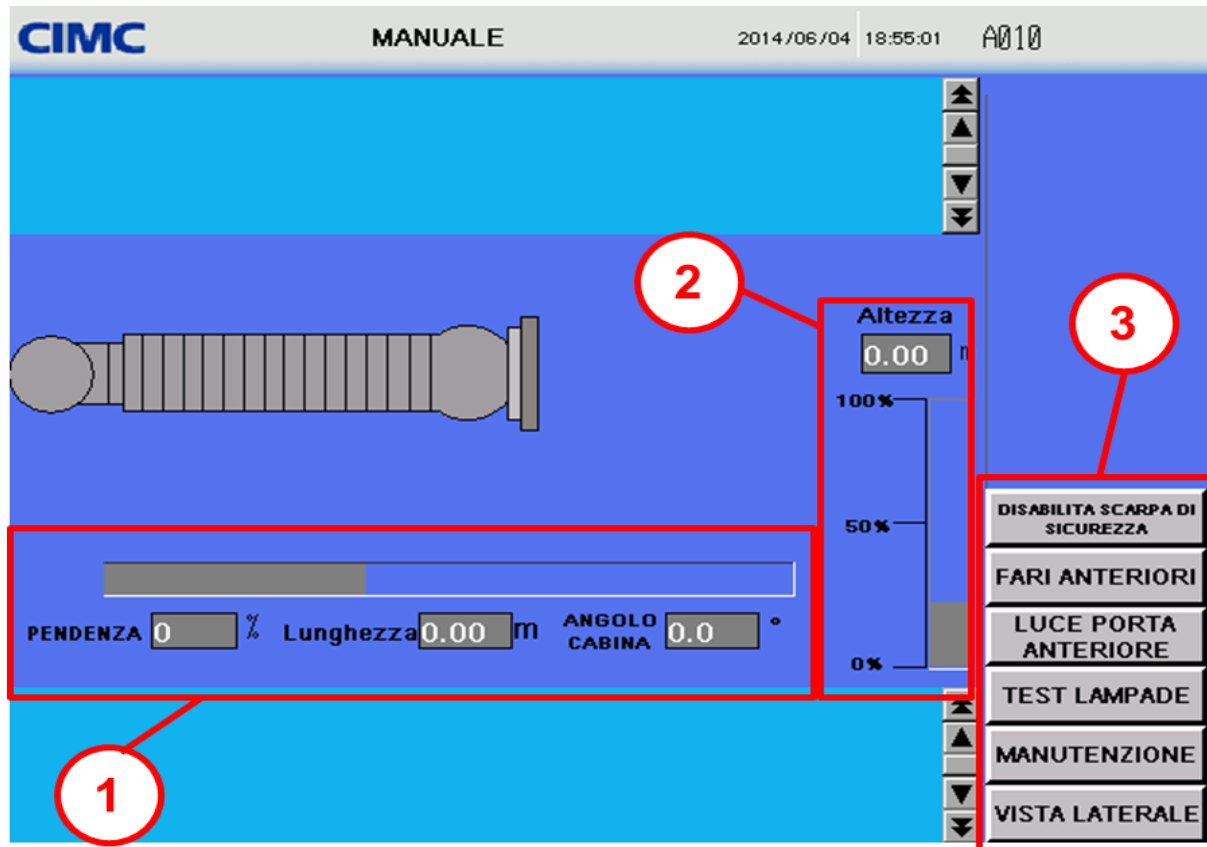 CIMC
MANUALE
2014/06/04 18:55:01
A010
2
3
Altezza
0.00 m
100%
50%
0%
DISABILITA SCARPA DI
SICUREZZA
FARI ANTERIORI
LUCE PORTA
ANTERIORE
TEST LAMPADE
MANUTENZIONE
VISTA LATERALE
PENDENZA 0 % Lunghezza 0.00 m ANGOLO
CABINA 0.0 °
1